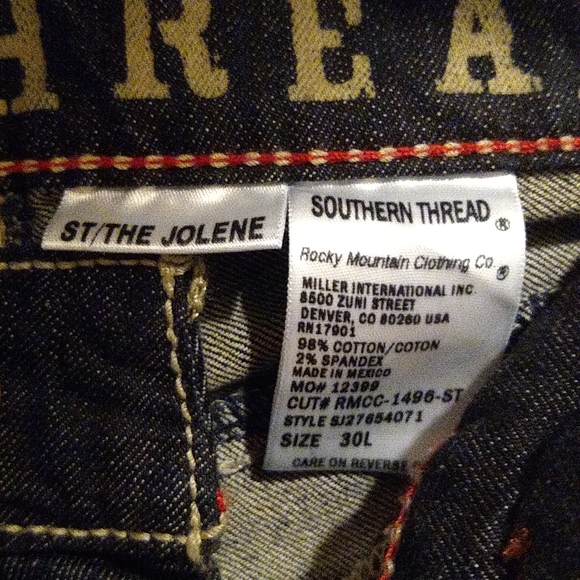 HREA
ST/THE JOLENE
SOUTHERN THREAD ®
Rocky Mountain Clothing Co. ®
MILLER INTERNATIONAL INC
8500 ZUNI STREET
DENVER, CO 80260 USA
RN17901
98% COTTON/COTON
2% SPANDEX
MADE IN MEXICO
MO# 12399
CUT# RMCC-1496-ST
STYLE SJ27654071
SIZE 30L
CARE ON REVERSE